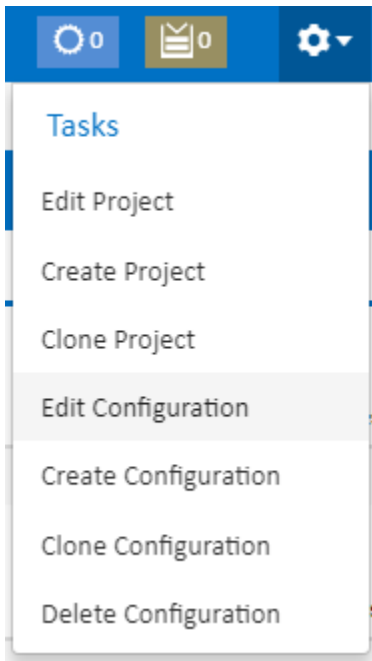 0 0
Tasks
Edit Project
Create Project
Clone Project
Edit Configuration
Create Configuration
Clone Configuration
Delete Configuration